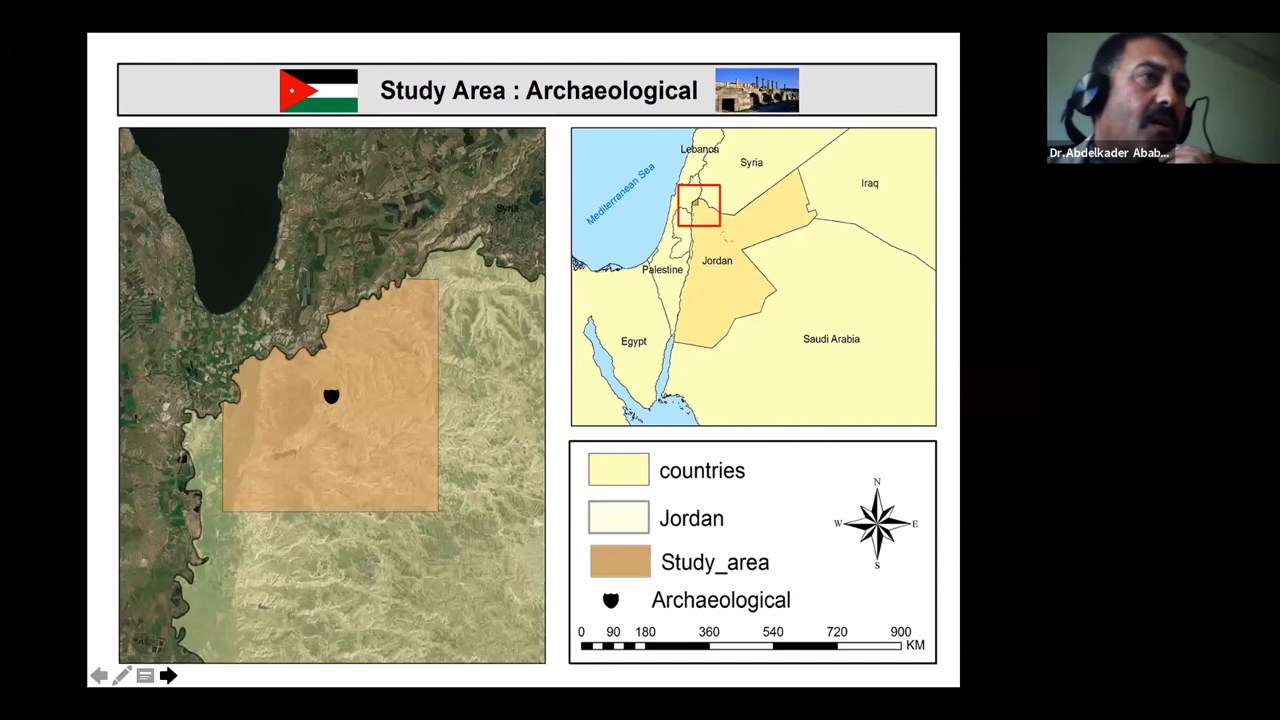 Study Area : Archaeological
Syria
Lebanon
Syria
Iraq
Mediterranean Sea
Palestine
Jordan
Egypt
Saudi Arabia
countries
Jordan
Study_area
Archaeological
N
W E
S
0 90 180 360 540 720 900
KM
Dr.Abdelkader Abab...